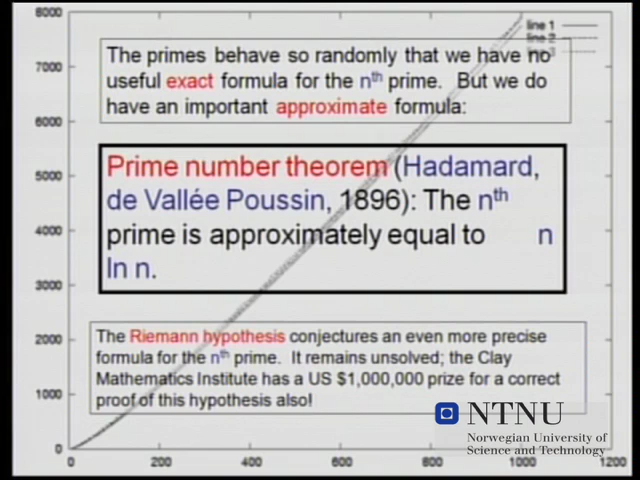 8000
line 1
line 2
line 3
7000
The primes behave so randomly that we have no
useful exact formula for the nth prime. But we do
have an important approximate formula:
6000
5000
Prime number theorem (Hadamard,
de Vallée Poussin, 1896): The nth
prime is approximately equal to n
ln n.
4000
3000
2000
The Riemann hypothesis conjectures an even more precise
formula for the nth prime. It remains unsolved; the Clay
Mathematics Institute has a US $1,000,000 prize for a correct
proof of this hypothesis also!
1000
NTNU
Norwegian University of
Science and Technology
0
0 200 400 600 800 1000 1200